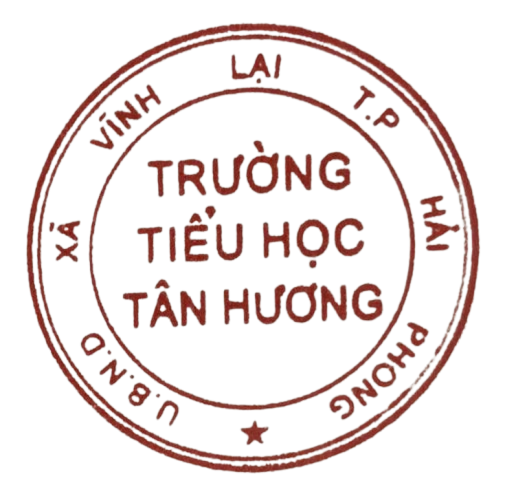 U.B.N.D XÃ VĨNH LẠI T.P HẢI PHÒNG
TRƯỜNG
TIỂU HỌC
TÂN HƯƠNG